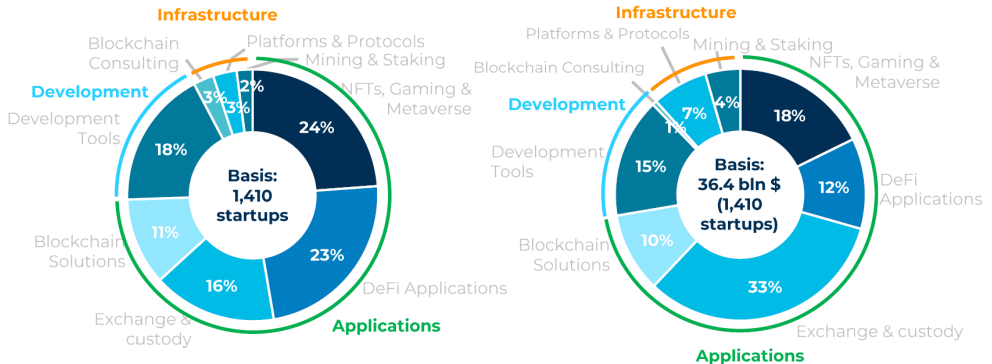 Infrastructure
Blockchain
Consulting
Platforms & Protocols
Mining & Staking
NFTs, Gaming &
Metaverse
Development
Development
Tools
3%
3%
2%
24%
18%
Basis:
1,410
startups
11%
23%
16%
Blockchain
Solutions
DeFi Applications
Exchange &
custody
Applications
Infrastructure
Platforms & Protocols
Mining & Staking
NFTs, Gaming &
Metaverse
Blockchain Consulting
Development
Development
Tools
1%
7%
4%
18%
15%
Basis:
36.4 bln $
(1,410
startups)
12%
DeFi
Applications
10%
33%
Blockchain
Solutions
Exchange & custody
Applications